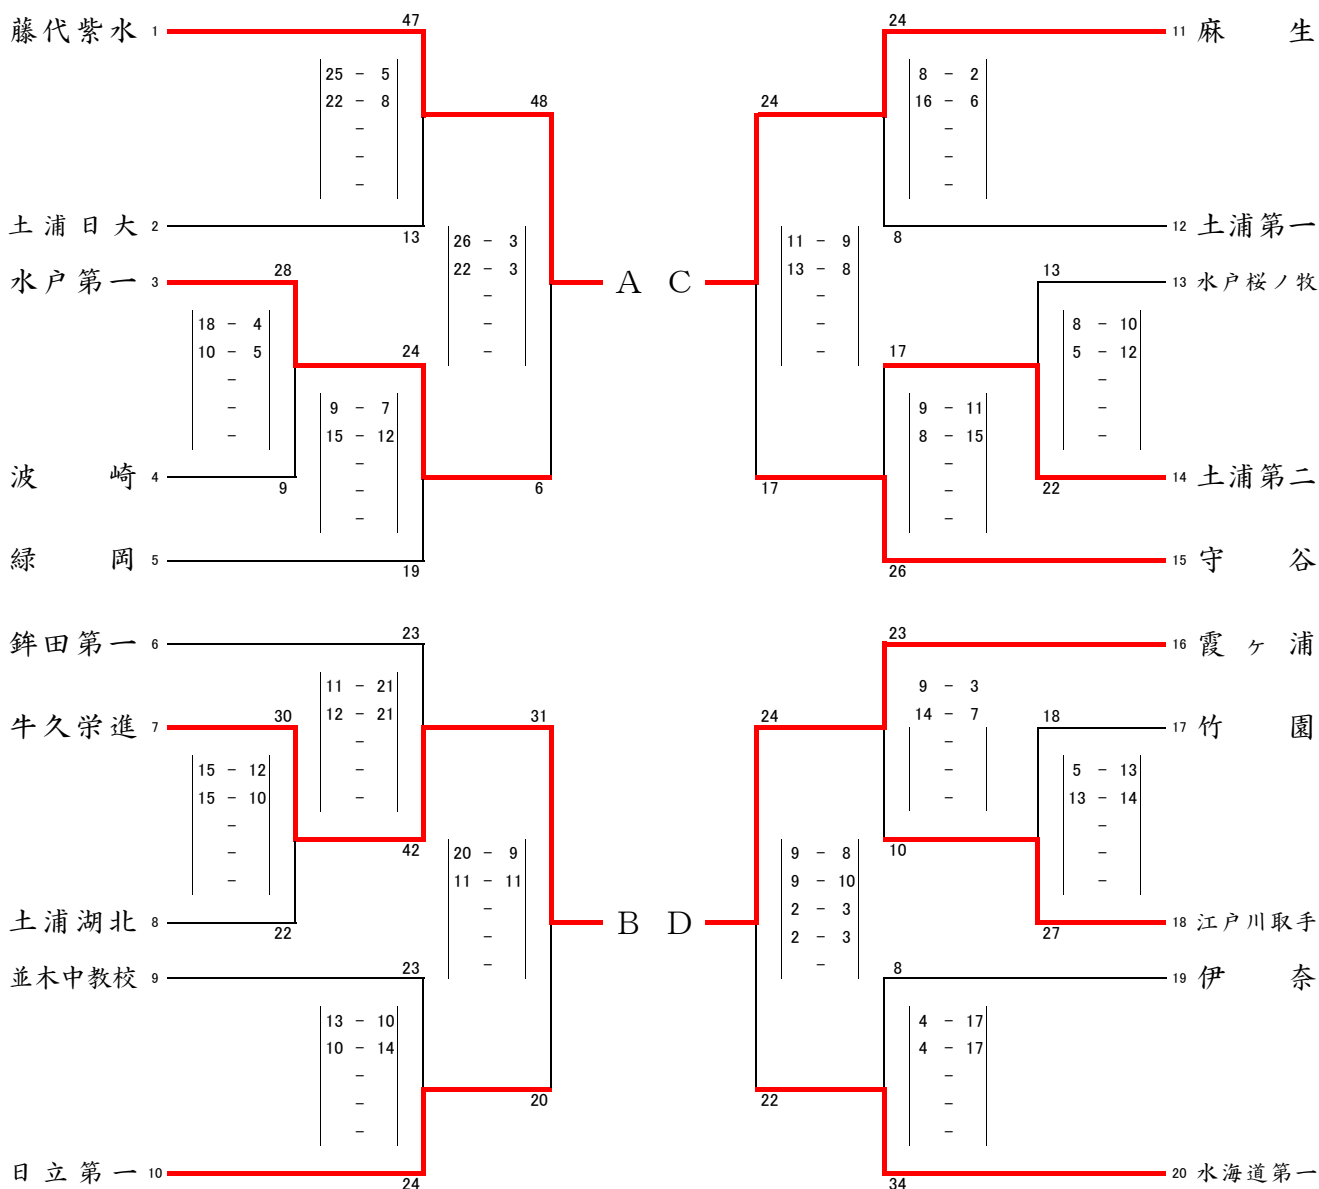 47
藤代紫水 1
25 － 5
22 － 8
－
－
－
48
土浦日大 2
13
26 － 3
22 － 3
－
－
－
水戸第一 3
28
18 － 4
10 － 5
－
－
－
A
24
9 － 7
15 － 12
－
－
－
波崎 4
9
6
緑岡 5
19
鉾田第一 6
23
11 － 21
12 － 21
－
－
－
牛久栄進 7
30
31
15 － 12
15 － 10
－
－
－
42
20 － 9
11 － 11
－
－
－
土浦湖北 8
22
B
並木中教校 9
23
13 － 10
10 － 14
－
－
－
20
日立第一 10
24
24
11 麻生
8 － 2
16 － 6
－
－
－
24
12 土浦第一
8
11 － 9
13 － 8
－
－
－
C
13
13 水戸桜ノ牧
8 － 10
5 － 12
－
－
－
17
9 － 11
8 － 15
－
－
－
17
22
14 土浦第二
26
15 守谷
23
16 霞ヶ浦
9 － 3
14 － 7
－
－
－
24
18
17 竹園
5 － 13
13 － 14
－
－
－
10
9 － 8
9 － 10
2 － 3
2 － 3
－
D
27
18 江戸川取手
8
19 伊奈
4 － 17
4 － 17
－
－
－
22
34
20 水海道第一